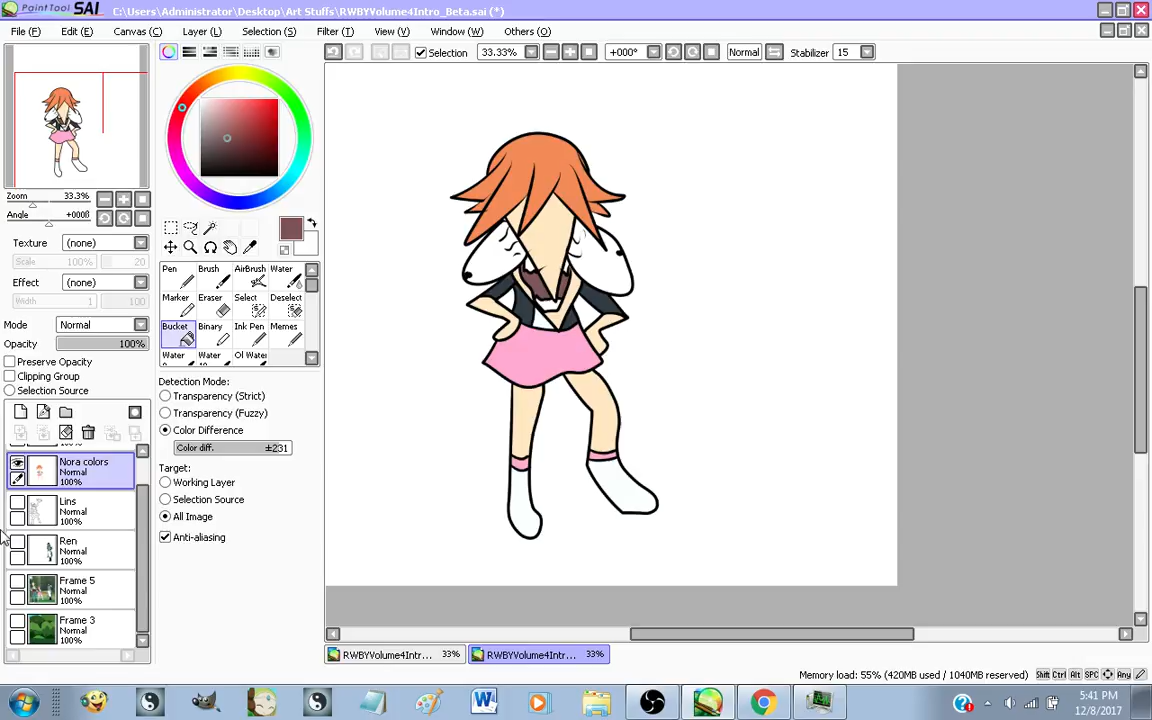 PaintTool SAI C:\Users\Administrator\Desktop\Art Stuffs\RWBYVolume4Intro_Beta.sai (*)
File (F) Edit (E) Canvas (C) Layer (L) Selection (S) Filter (T) View (V) Window (W) Others (O)
Selection 33.33% +000° Normal Stabilizer 15
Zoom 33.3%
Angle +000θ
Texture (none)
Scale 100% 20
Effect (none)
Width 1 100
Mode Normal
Opacity 100%
Preserve Opacity
Clipping Group
Selection Source
Nora colors
Normal
100%
Lins
Normal
100%
Ren
Normal
100%
Frame 5
Normal
100%
Frame 3
Normal
100%
Pen Brush AirBrush Water
Marker Eraser Select Deselect
Bucket Binary Ink Pen Memes
Water Water Ol Water
Detection Mode:
Transparency (Strict)
Transparency (Fuzzy)
Color Difference
Color diff. ±231
Target:
Working Layer
Selection Source
All Image
Anti-aliasing
RWBYVolume4Intr... 33% RWBYVolume4Intr... 33%
Memory load: 55% (420MB used / 1040MB reserved) Shift Ctrl Alt SPC Any
5:41 PM
12/8/2017